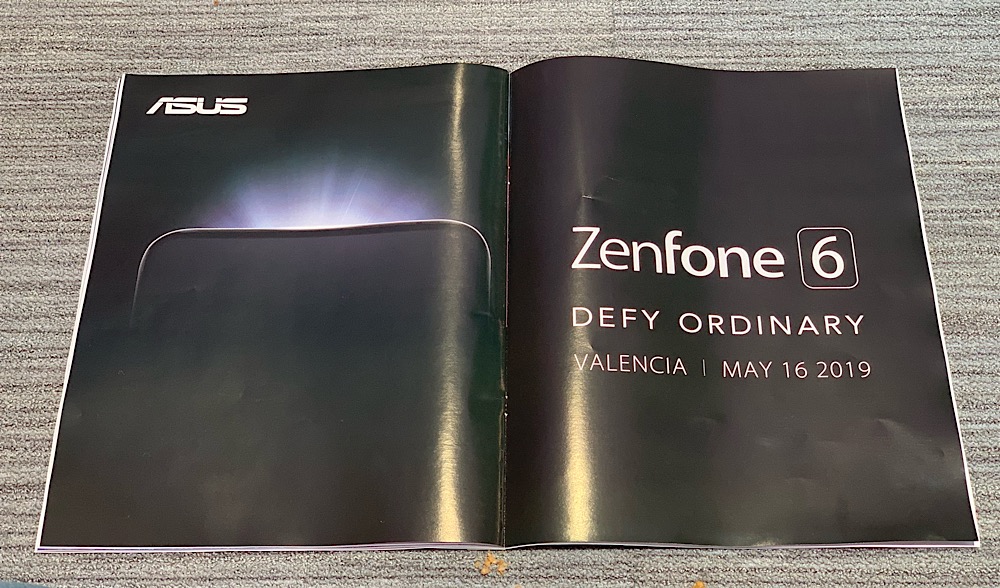 ASUS
Zenfone 6
DEFY ORDINARY
VALENCIA | MAY 16 2019